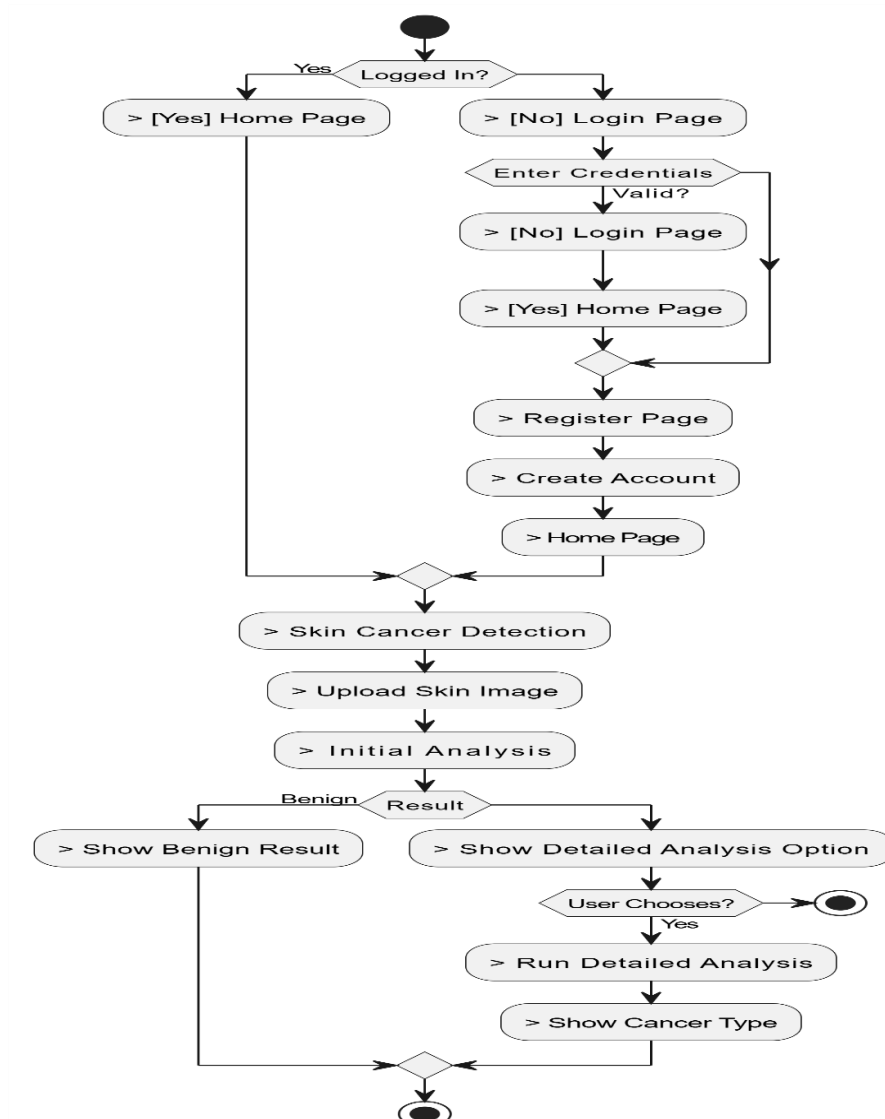 Logged In?
Yes
> [Yes] Home Page
> [No] Login Page
Enter Credentials
Valid?
> [No] Login Page
> [Yes] Home Page
> Register Page
> Create Account
> Home Page
> Skin Cancer Detection
> Upload Skin Image
> Initial Analysis
Benign
Result
> Show Benign Result
> Show Detailed Analysis Option
User Chooses?
Yes
> Run Detailed Analysis
> Show Cancer Type